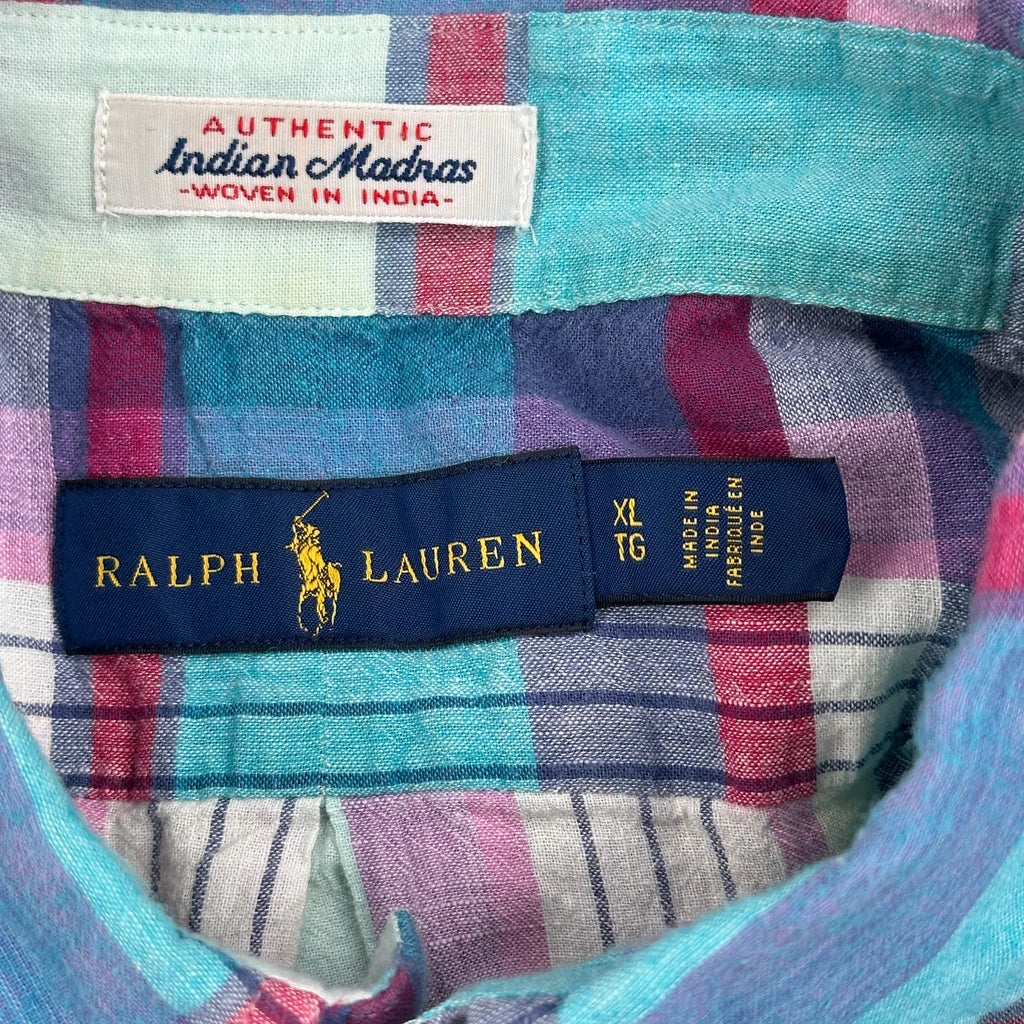 AUTHENTIC
Indian Madras
-WOVEN IN INDIA-
RALPH LAUREN
XL
TG
MADE IN
INDIA
FABRIQUÉ EN
INDE